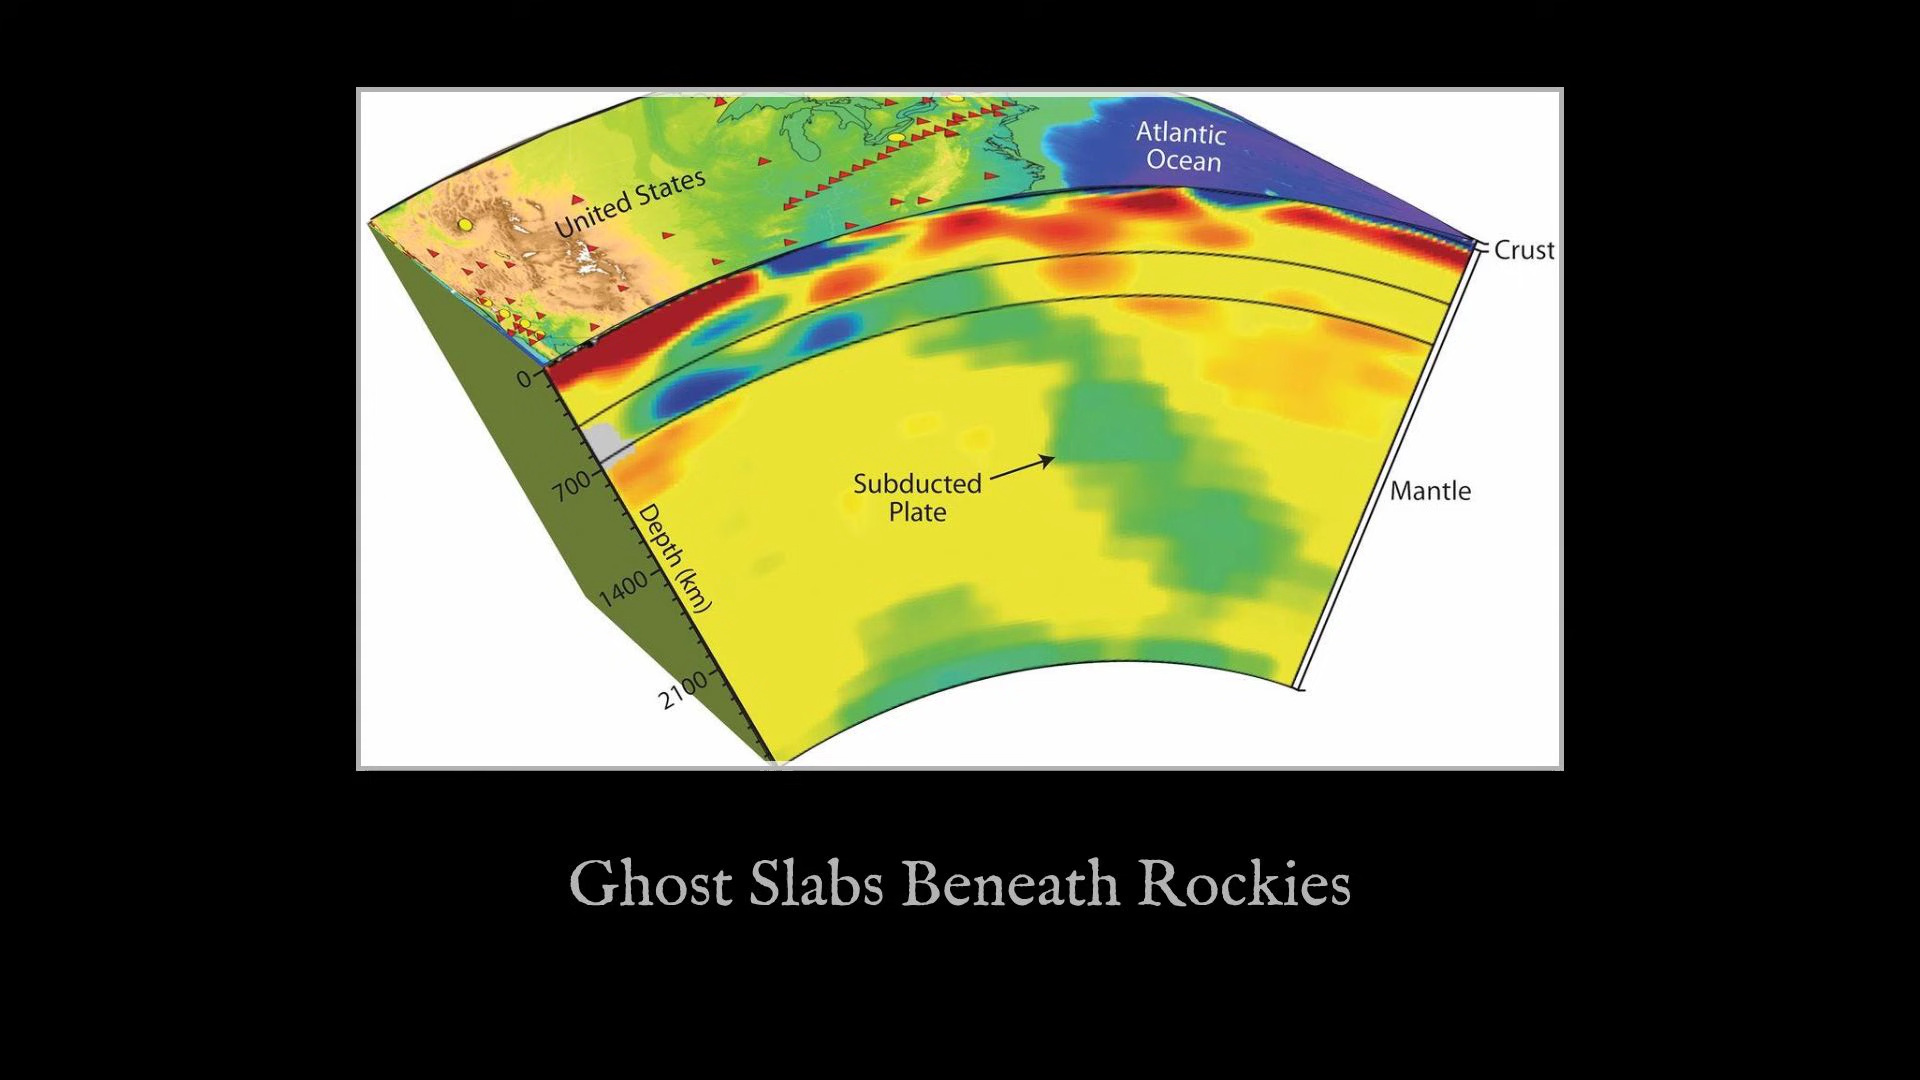 Atlantic
Ocean
United States
Crust
0
700
Depth (km)
1400
2100
Subducted
Plate
Mantle
Ghost Slabs Beneath Rockies